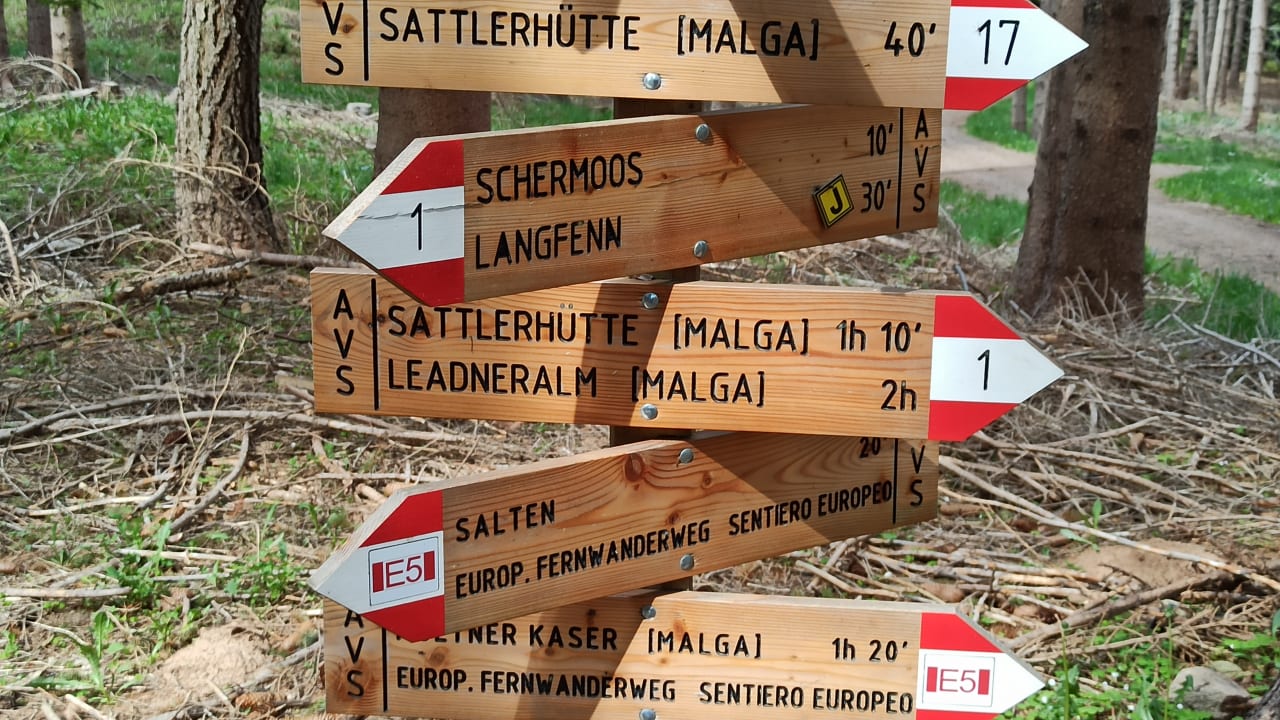 AVS SATTLERHÜTTE [MALGA] 40' 17
1 SCHERMOOS 10' AVS
LANGFENN J 30'
AVS SATTLERHÜTTE [MALGA] 1h 10' 1
LEADNERALM [MALGA] 2h
20' VS
E5 SALTEN
EUROP. FERNWANDERWEG SENTIERO EUROPEO
AVS KASER [MALGA] 1h 20' E5
EUROP. FERNWANDERWEG SENTIERO EUROPEO